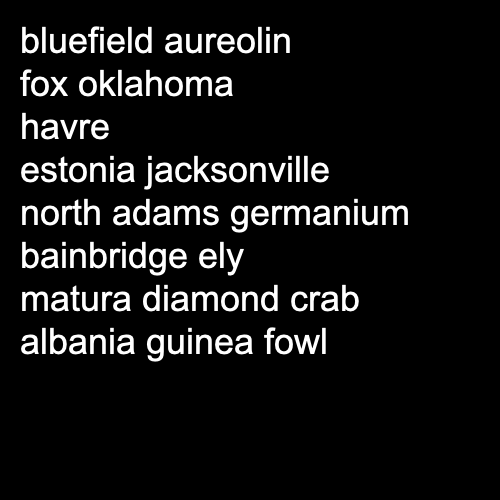 bluefield aureolin
fox oklahoma
havre
estonia jacksonville
north adams germanium
bainbridge ely
matura diamond crab
albania guinea fowl